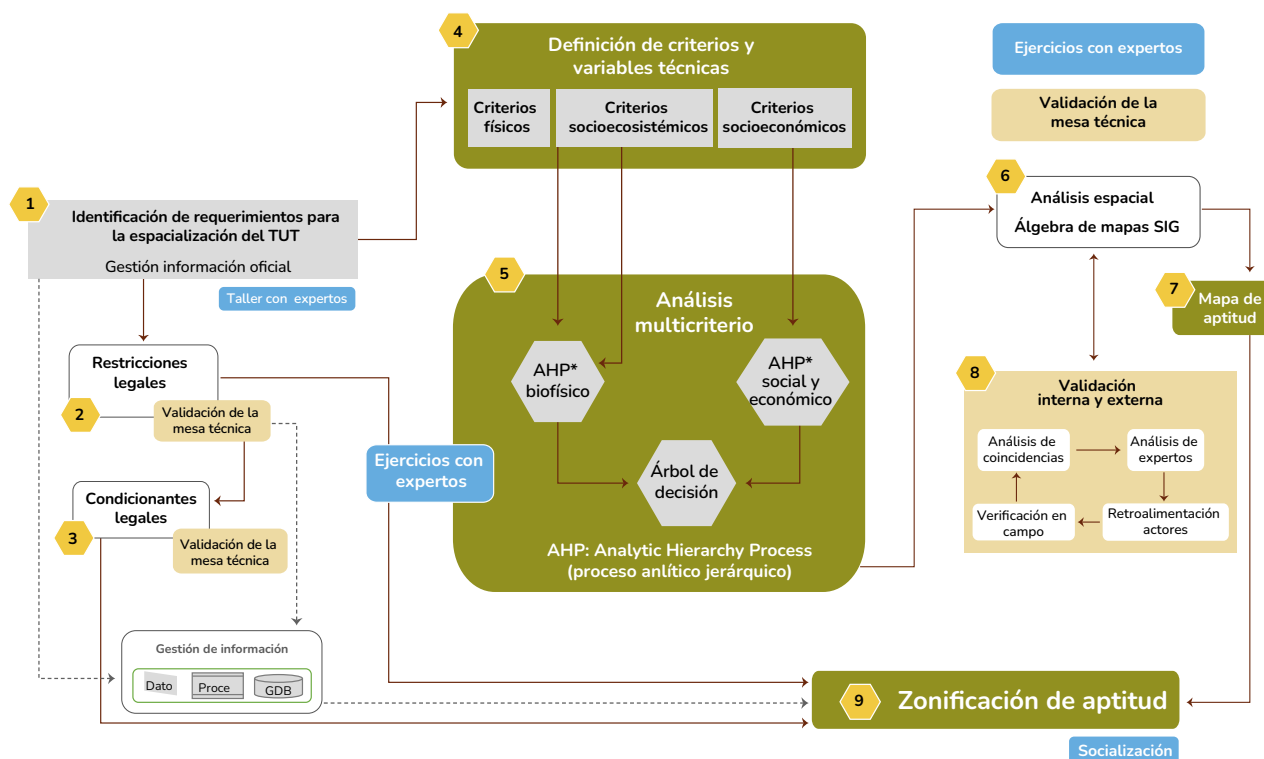 4
Definición de criterios y
variables técnicas
Criterios
físicos
Criterios
socioecosistémicos
Criterios
socioeconómicos
Ejercicios con expertos
Validación de la
mesa técnica
1
Identificación de requerimientos para
la espacialización del TUT
Gestión información oficial
Taller con expertos
Restricciones
legales
2
Validación de la
mesa técnica
Condicionantes
legales
3
Validación de la
mesa técnica
Gestión de información
Dato
Proce
GDB
Ejercicios con
expertos
5
Análisis
multicriterio
AHP*
biofísico
AHP*
social y
económico
Árbol de
decisión
AHP: Analytic Hierarchy Process
(proceso anlítico jerárquico)
6
Análisis espacial
Álgebra de mapas SIG
7
Mapa de
aptitud
8
Validación
interna y externa
Análisis de
coincidencias
Análisis de
expertos
Verificación en
campo
Retroalimentación
actores
9
Zonificación de aptitud
Socialización